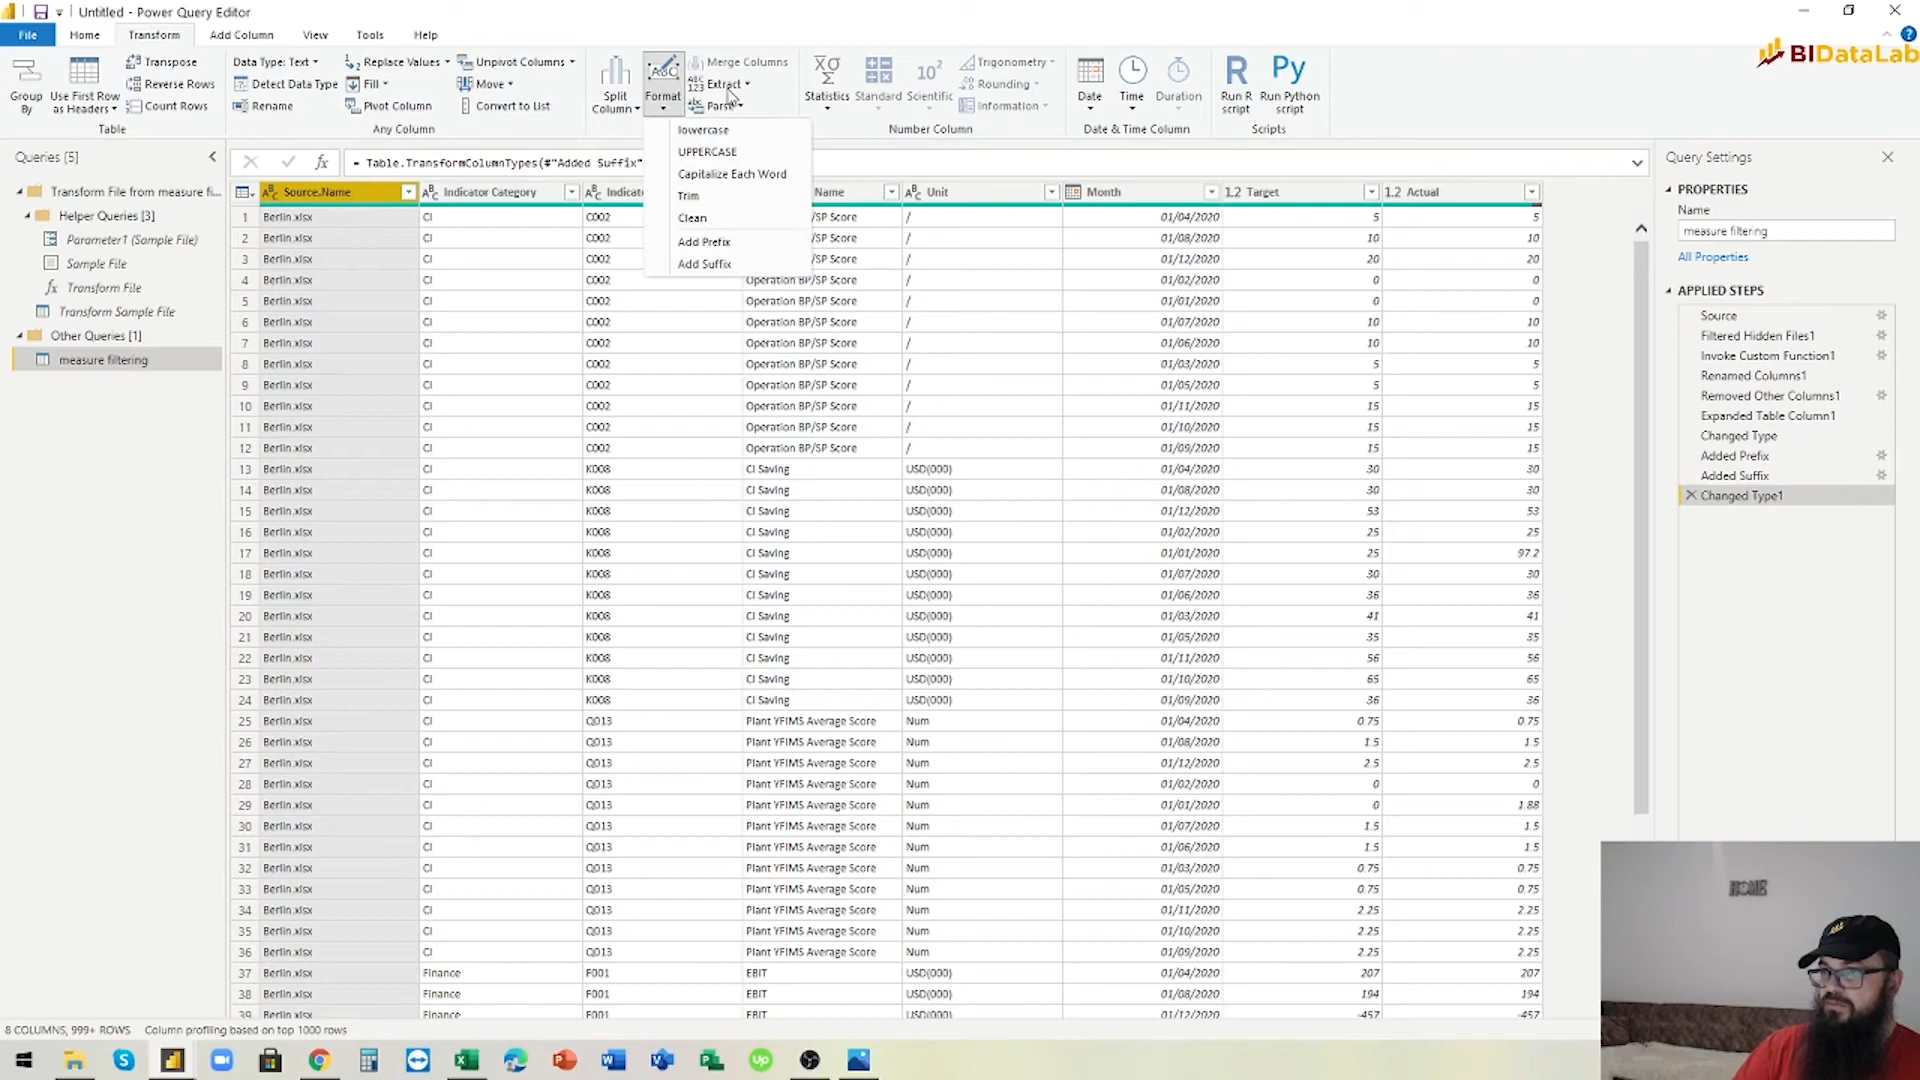 Untitled - Power Query Editor
File Home Transform Add Column View Tools Help
BIDataLab
Group By
Use First Row as Headers
Transpose
Reverse Rows
Count Rows
Table
Data Type: Text
Detect Data Type
Rename
Replace Values
Fill
Pivot Column
Unpivot Columns
Move
Convert to List
Any Column
Split Column
Format
Merge Columns
Extract
Parse
Statistics
Standard
Scientific
Trigonometry
Rounding
Information
Number Column
Date
Time
Duration
Date & Time Column
Run R script
Run Python script
Scripts
lowercase
UPPERCASE
Capitalize Each Word
Trim
Clean
Add Prefix
Add Suffix
Queries [5]
Transform File from measure fi...
Helper Queries [3]
Parameter1 (Sample File)
Sample File
Transform File
Transform Sample File
Other Queries [1]
measure filtering
= Table.TransformColumnTypes(#"Added Suffix"
Source.Name Indicator Category Name Unit Month 1.2 Target 1.2 Actual
1 Berlin.xlsx CI C002 /SP Score / 01/04/2020 5 5
2 Berlin.xlsx CI C002 /SP Score / 01/08/2020 10 10
3 Berlin.xlsx CI C002 /SP Score / 01/12/2020 20 20
4 Berlin.xlsx CI C002 Operation BP/SP Score / 01/02/2020 0 0
5 Berlin.xlsx CI C002 Operation BP/SP Score / 01/01/2020 0 0
6 Berlin.xlsx CI C002 Operation BP/SP Score / 01/07/2020 10 10
7 Berlin.xlsx CI C002 Operation BP/SP Score / 01/06/2020 10 10
8 Berlin.xlsx CI C002 Operation BP/SP Score / 01/03/2020 5 5
9 Berlin.xlsx CI C002 Operation BP/SP Score / 01/05/2020 5 5
10 Berlin.xlsx CI C002 Operation BP/SP Score / 01/11/2020 15 15
11 Berlin.xlsx CI C002 Operation BP/SP Score / 01/10/2020 15 15
12 Berlin.xlsx CI C002 Operation BP/SP Score / 01/09/2020 15 15
13 Berlin.xlsx CI K008 CI Saving USD(000) 01/04/2020 30 30
14 Berlin.xlsx CI K008 CI Saving USD(000) 01/08/2020 30 30
15 Berlin.xlsx CI K008 CI Saving USD(000) 01/12/2020 53 53
16 Berlin.xlsx CI K008 CI Saving USD(000) 01/02/2020 25 25
17 Berlin.xlsx CI K008 CI Saving USD(000) 01/01/2020 25 97.2
18 Berlin.xlsx CI K008 CI Saving USD(000) 01/07/2020 30 30
19 Berlin.xlsx CI K008 CI Saving USD(000) 01/06/2020 36 36
20 Berlin.xlsx CI K008 CI Saving USD(000) 01/03/2020 41 41
21 Berlin.xlsx CI K008 CI Saving USD(000) 01/05/2020 35 35
22 Berlin.xlsx CI K008 CI Saving USD(000) 01/11/2020 56 56
23 Berlin.xlsx CI K008 CI Saving USD(000) 01/10/2020 65 65
24 Berlin.xlsx CI K008 CI Saving USD(000) 01/09/2020 36 36
25 Berlin.xlsx CI Q013 Plant YFIMS Average Score Num 01/04/2020 0.75 0.75
26 Berlin.xlsx CI Q013 Plant YFIMS Average Score Num 01/08/2020 1.5 1.5
27 Berlin.xlsx CI Q013 Plant YFIMS Average Score Num 01/12/2020 2.5 2.5
28 Berlin.xlsx CI Q013 Plant YFIMS Average Score Num 01/02/2020 0 0
29 Berlin.xlsx CI Q013 Plant YFIMS Average Score Num 01/01/2020 0 1.88
30 Berlin.xlsx CI Q013 Plant YFIMS Average Score Num 01/07/2020 1.5 1.5
31 Berlin.xlsx CI Q013 Plant YFIMS Average Score Num 01/06/2020 1.5 1.5
32 Berlin.xlsx CI Q013 Plant YFIMS Average Score Num 01/03/2020 0.75 0.75
33 Berlin.xlsx CI Q013 Plant YFIMS Average Score Num 01/05/2020 0.75 0.75
34 Berlin.xlsx CI Q013 Plant YFIMS Average Score Num 01/11/2020 2.25 2.25
35 Berlin.xlsx CI Q013 Plant YFIMS Average Score Num 01/10/2020 2.25 2.25
36 Berlin.xlsx CI Q013 Plant YFIMS Average Score Num 01/09/2020 2.25 2.25
37 Berlin.xlsx Finance F001 EBIT USD(000) 01/04/2020 207 207
38 Berlin.xlsx Finance F001 EBIT USD(000) 01/08/2020 194 194
39 Berlin.xlsx Finance F001 EBIT USD(000) 01/12/2020 -457 -457
Query Settings
PROPERTIES
Name
measure filtering
All Properties
APPLIED STEPS
Source
Filtered Hidden Files1
Invoke Custom Function1
Renamed Columns1
Removed Other Columns1
Expanded Table Column1
Changed Type
Added Prefix
Added Suffix
Changed Type1
HOME
8 COLUMNS, 999+ ROWS Column profiling based on top 1000 rows